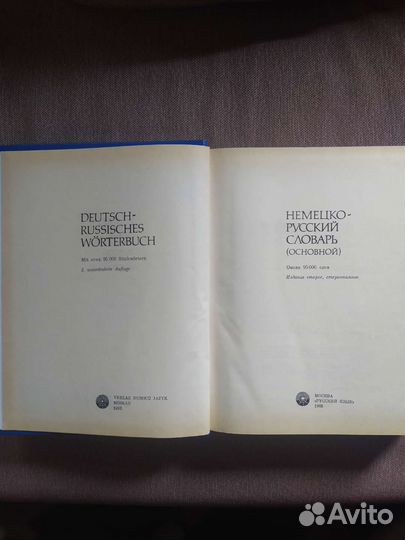 DEUTSCH-
RUSSISCHES
WÖRTERBUCH
Mit etwa 95 000 Stichwörtern
2. unveränderte Auflage
VERLAG RUSSKIJ JAZYK
MOSKAU
НЕМЕЦКО-
РУССКИЙ
СЛОВАРЬ
(ОСНОВНОЙ)
Около 95 000 слов
Издание второе, стереотипное
МОСКВА
«РУССКИЙ ЯЗЫК»
Avito